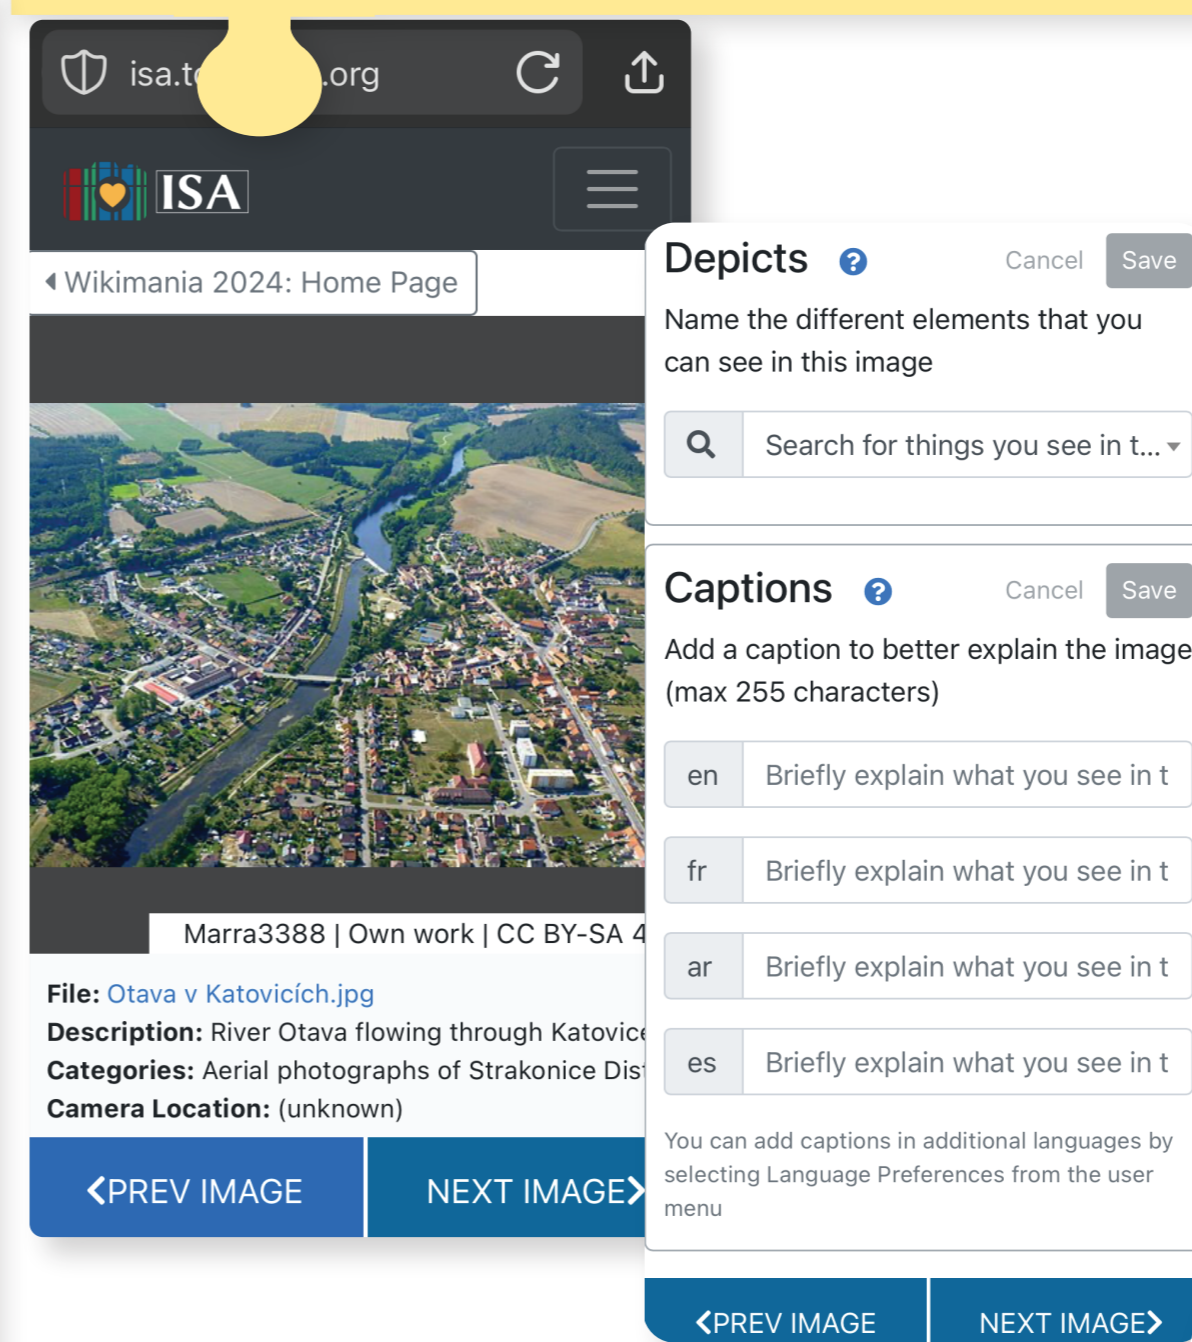 isa.to .org
ISA
Wikimania 2024: Home Page
Marra3388 | Own work | CC BY-SA 4
File: Otava v Katovicích.jpg
Description: River Otava flowing through Katovice
Categories: Aerial photographs of Strakonice Dis
Camera Location: (unknown)
PREV IMAGE
NEXT IMAGE
Depicts
Cancel
Save
Name the different elements that you
can see in this image
Search for things you see in t...
Captions
Cancel
Save
Add a caption to better explain the image
(max 255 characters)
en Briefly explain what you see in t
fr Briefly explain what you see in t
ar Briefly explain what you see in t
es Briefly explain what you see in t
You can add captions in additional languages by
selecting Language Preferences from the user
menu
PREV IMAGE
NEXT IMAGE